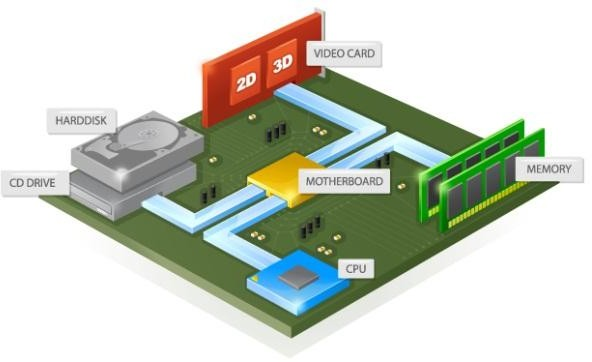 VIDEO CARD
2D 3D
HARDDISK
CD DRIVE
MOTHERBOARD
MEMORY
CPU